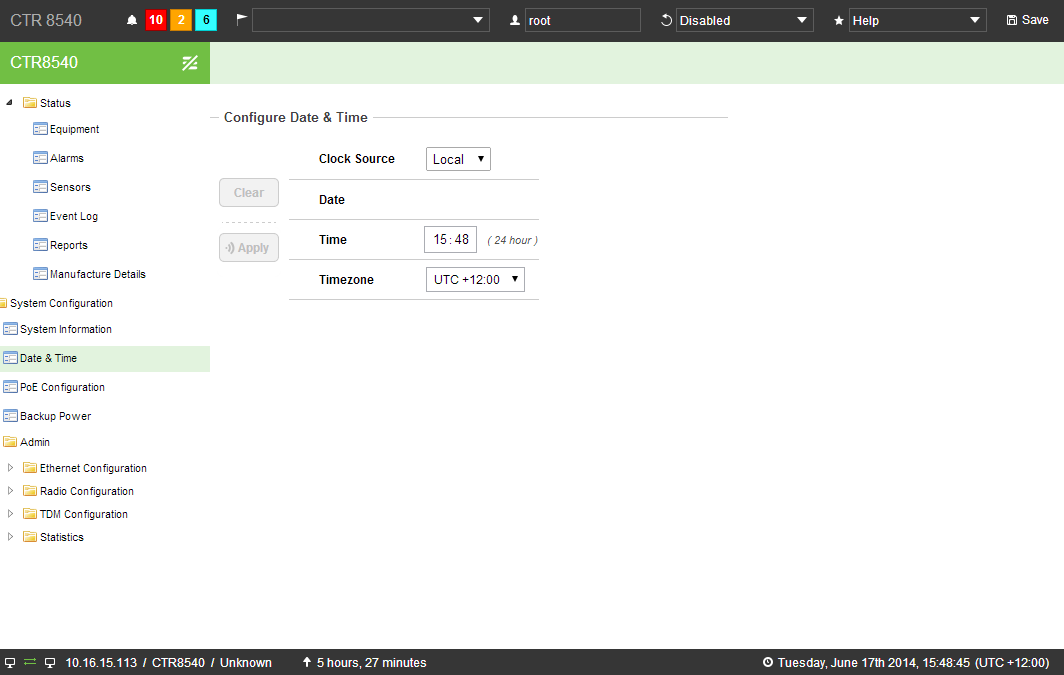 CTR 8540 10 2 6 root Disabled Help Save
CTR8540
Status
Equipment
Alarms
Sensors
Event Log
Reports
Manufacture Details
System Configuration
System Information
Date & Time
PoE Configuration
Backup Power
Admin
Ethernet Configuration
Radio Configuration
TDM Configuration
Statistics
Configure Date & Time
Clear
Apply
Clock Source Local
Date
Time 15 : 48 ( 24 hour )
Timezone UTC +12:00
10.16.15.113 / CTR8540 / Unknown 5 hours, 27 minutes Tuesday, June 17th 2014, 15:48:45 (UTC +12:00)